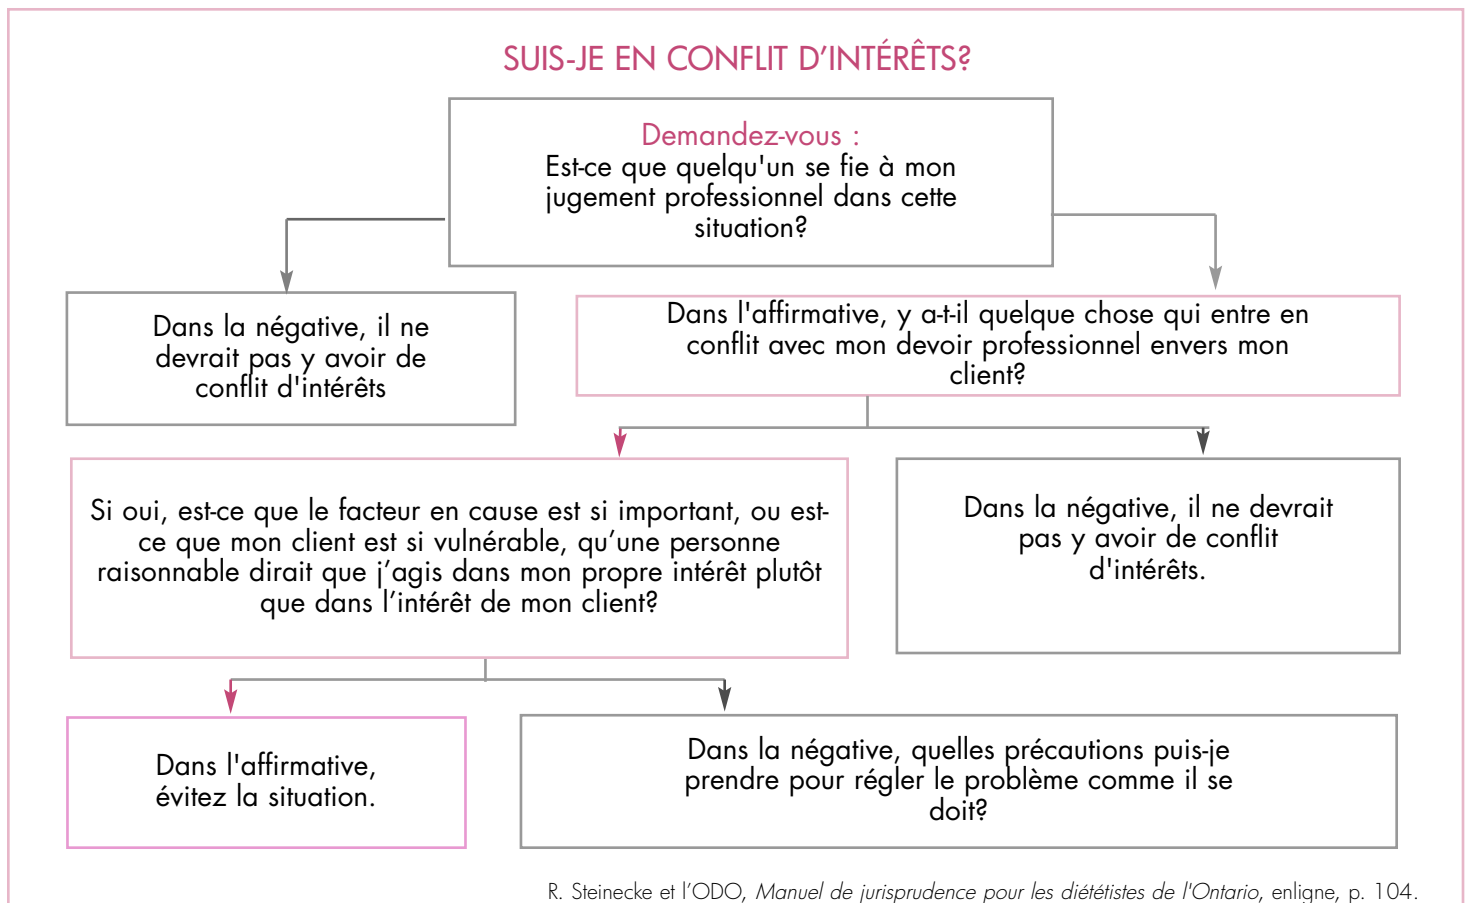 SUIS-JE EN CONFLIT D’INTÉRÊTS?
Demandez-vous :
Est-ce que quelqu'un se fie à mon
jugement professionnel dans cette
situation?
Dans la négative, il ne
devrait pas y avoir de
conflit d'intérêts
Dans l'affirmative, y a-t-il quelque chose qui entre en
conflit avec mon devoir professionnel envers mon
client?
Si oui, est-ce que le facteur en cause est si important, ou est-
ce que mon client est si vulnérable, qu’une personne
raisonnable dirait que j’agis dans mon propre intérêt plutôt
que dans l’intérêt de mon client?
Dans la négative, il ne devrait
pas y avoir de conflit
d'intérêts.
Dans l'affirmative,
évitez la situation.
Dans la négative, quelles précautions puis-je
prendre pour régler le problème comme il se
doit?
R. Steinecke et l’ODO, Manuel de jurisprudence pour les diététistes de l'Ontario, enligne, p. 104.